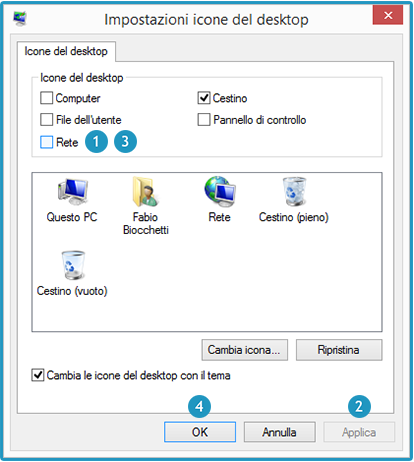 Impostazioni icone del desktop
Icone del desktop
Icone del desktop
Computer
Cestino
File dell'utente
Pannello di controllo
Rete 1 3
Questo PC
Fabio Biocchetti
Rete
Cestino (pieno)
Cestino (vuoto)
Cambia icona...
Ripristina
Cambia le icone del desktop con il tema
4
2
OK
Annulla
Applica